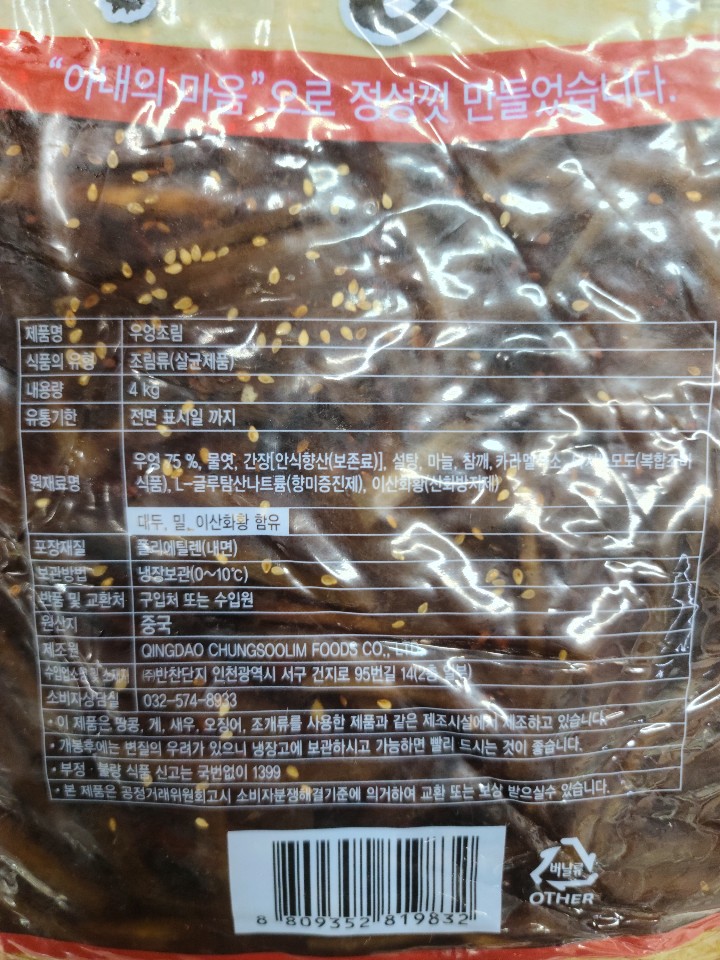 "아내의 마음"으로 정성껏 만들었습니다.
제품명 우엉조림
식품의 유형 조림류(살균제품)
내용량 4 kg
유통기한 전면 표시일 까지
원재료명 우엉 75 %, 물엿, 간장[안식향산(보존료)], 설탕, 마늘, 참깨,
식품), L-글루탐산나트륨(향미증진제), 이산화황(산화방지제)
대두, 밀, 이산화황 함유
포장재질 폴리에틸렌(내면)
보관방법 냉장보관(0~10℃)
반품 및 교환처 구입처 또는 수입원
원산지 중국
제조원 QINGDAO CHUNGSOOLIM FOODS CO., LTD
㈜반찬단지 인천광역시 서구 건지로 95번길 14(2층
소비자상담실 032-574-8933
• 이 제품은 땅콩, 게, 새우, 오징어, 조개류를 사용한 제품과 같은 제조시설에서 제조하고 있습니다.
• 개봉후에는 변질의 우려가 있으니 냉장고에 보관하시고 가능하면 빨리 드시는 것이 좋습니다.
• 부정 · 불량 식품 신고는 국번없이 1399
• 본 제품은 공정거래위원회고시 소비자분쟁해결기준에 의거하여 교환 또는 보상 받으실수 있습니다.
비닐류
OTHER
8 809352 819832